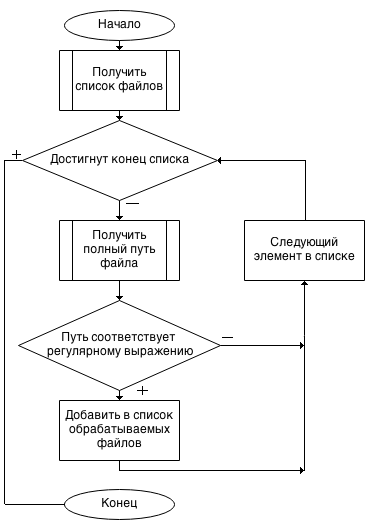 Начало
Получить
список файлов
Достигнут конец списка
+
—
Получить
полный путь
файла
Следующий
элемент в списке
Путь соответствует
регулярному выражению
—
+
Добавить в список
обрабатываемых
файлов
Конец